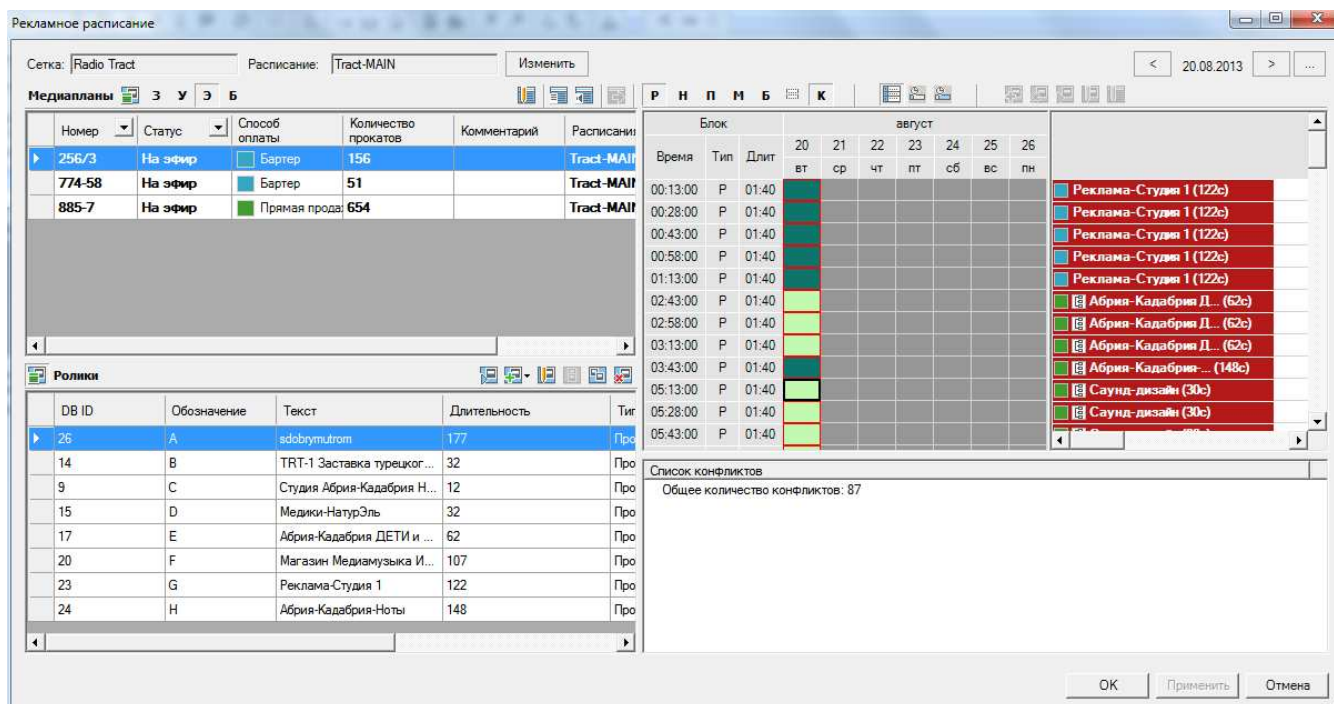 Рекламное расписание
Сетка: Radio Tract Расписание: Tract-MAIN Изменить < 20.08.2013 > ...
Медиапланы З У Э Б
Р Н П М Б К
Номер Статус Способ оплаты Количество прокатов Комментарий Расписани
256/3 На эфир Бартер 156 Tract-MAI
774-58 На эфир Бартер 51 Tract-MAI
885-7 На эфир Прямая прода 654 Tract-MAI
Ролики
DB ID Обозначение Текст Длительность Тип
26 A sdobrymutrom 177 Про
14 B TRT-1 Заставка турецког... 32 Про
9 C Студия Абрия-Кадабрия Н... 12 Про
15 D Медики-НатурЭль 32 Про
17 E Абрия-Кадабрия ДЕТИ и ... 62 Про
20 F Магазин Медиамузыка И... 107 Про
23 G Реклама-Студия 1 122 Про
24 H Абрия-Кадабрия-Ноты 148 Про
Блок август
Время Тип Длит 20 21 22 23 24 25 26
вт ср чт пт сб вс пн
00:13:00 Р 01:40 Реклама-Студия 1 (122с)
00:28:00 Р 01:40 Реклама-Студия 1 (122с)
00:43:00 Р 01:40 Реклама-Студия 1 (122с)
00:58:00 Р 01:40 Реклама-Студия 1 (122с)
01:13:00 Р 01:40 Реклама-Студия 1 (122с)
02:43:00 Р 01:40 Абрия-Кадабрия Д... (62с)
02:58:00 Р 01:40 Абрия-Кадабрия Д... (62с)
03:13:00 Р 01:40 Абрия-Кадабрия Д... (62с)
03:43:00 Р 01:40 Абрия-Кадабрия-... (148с)
05:13:00 Р 01:40 Саунд-дизайн (30с)
05:28:00 Р 01:40 Саунд-дизайн (30с)
05:43:00 Р 01:40
Список конфликтов
Общее количество конфликтов: 87
OK Применить Отмена